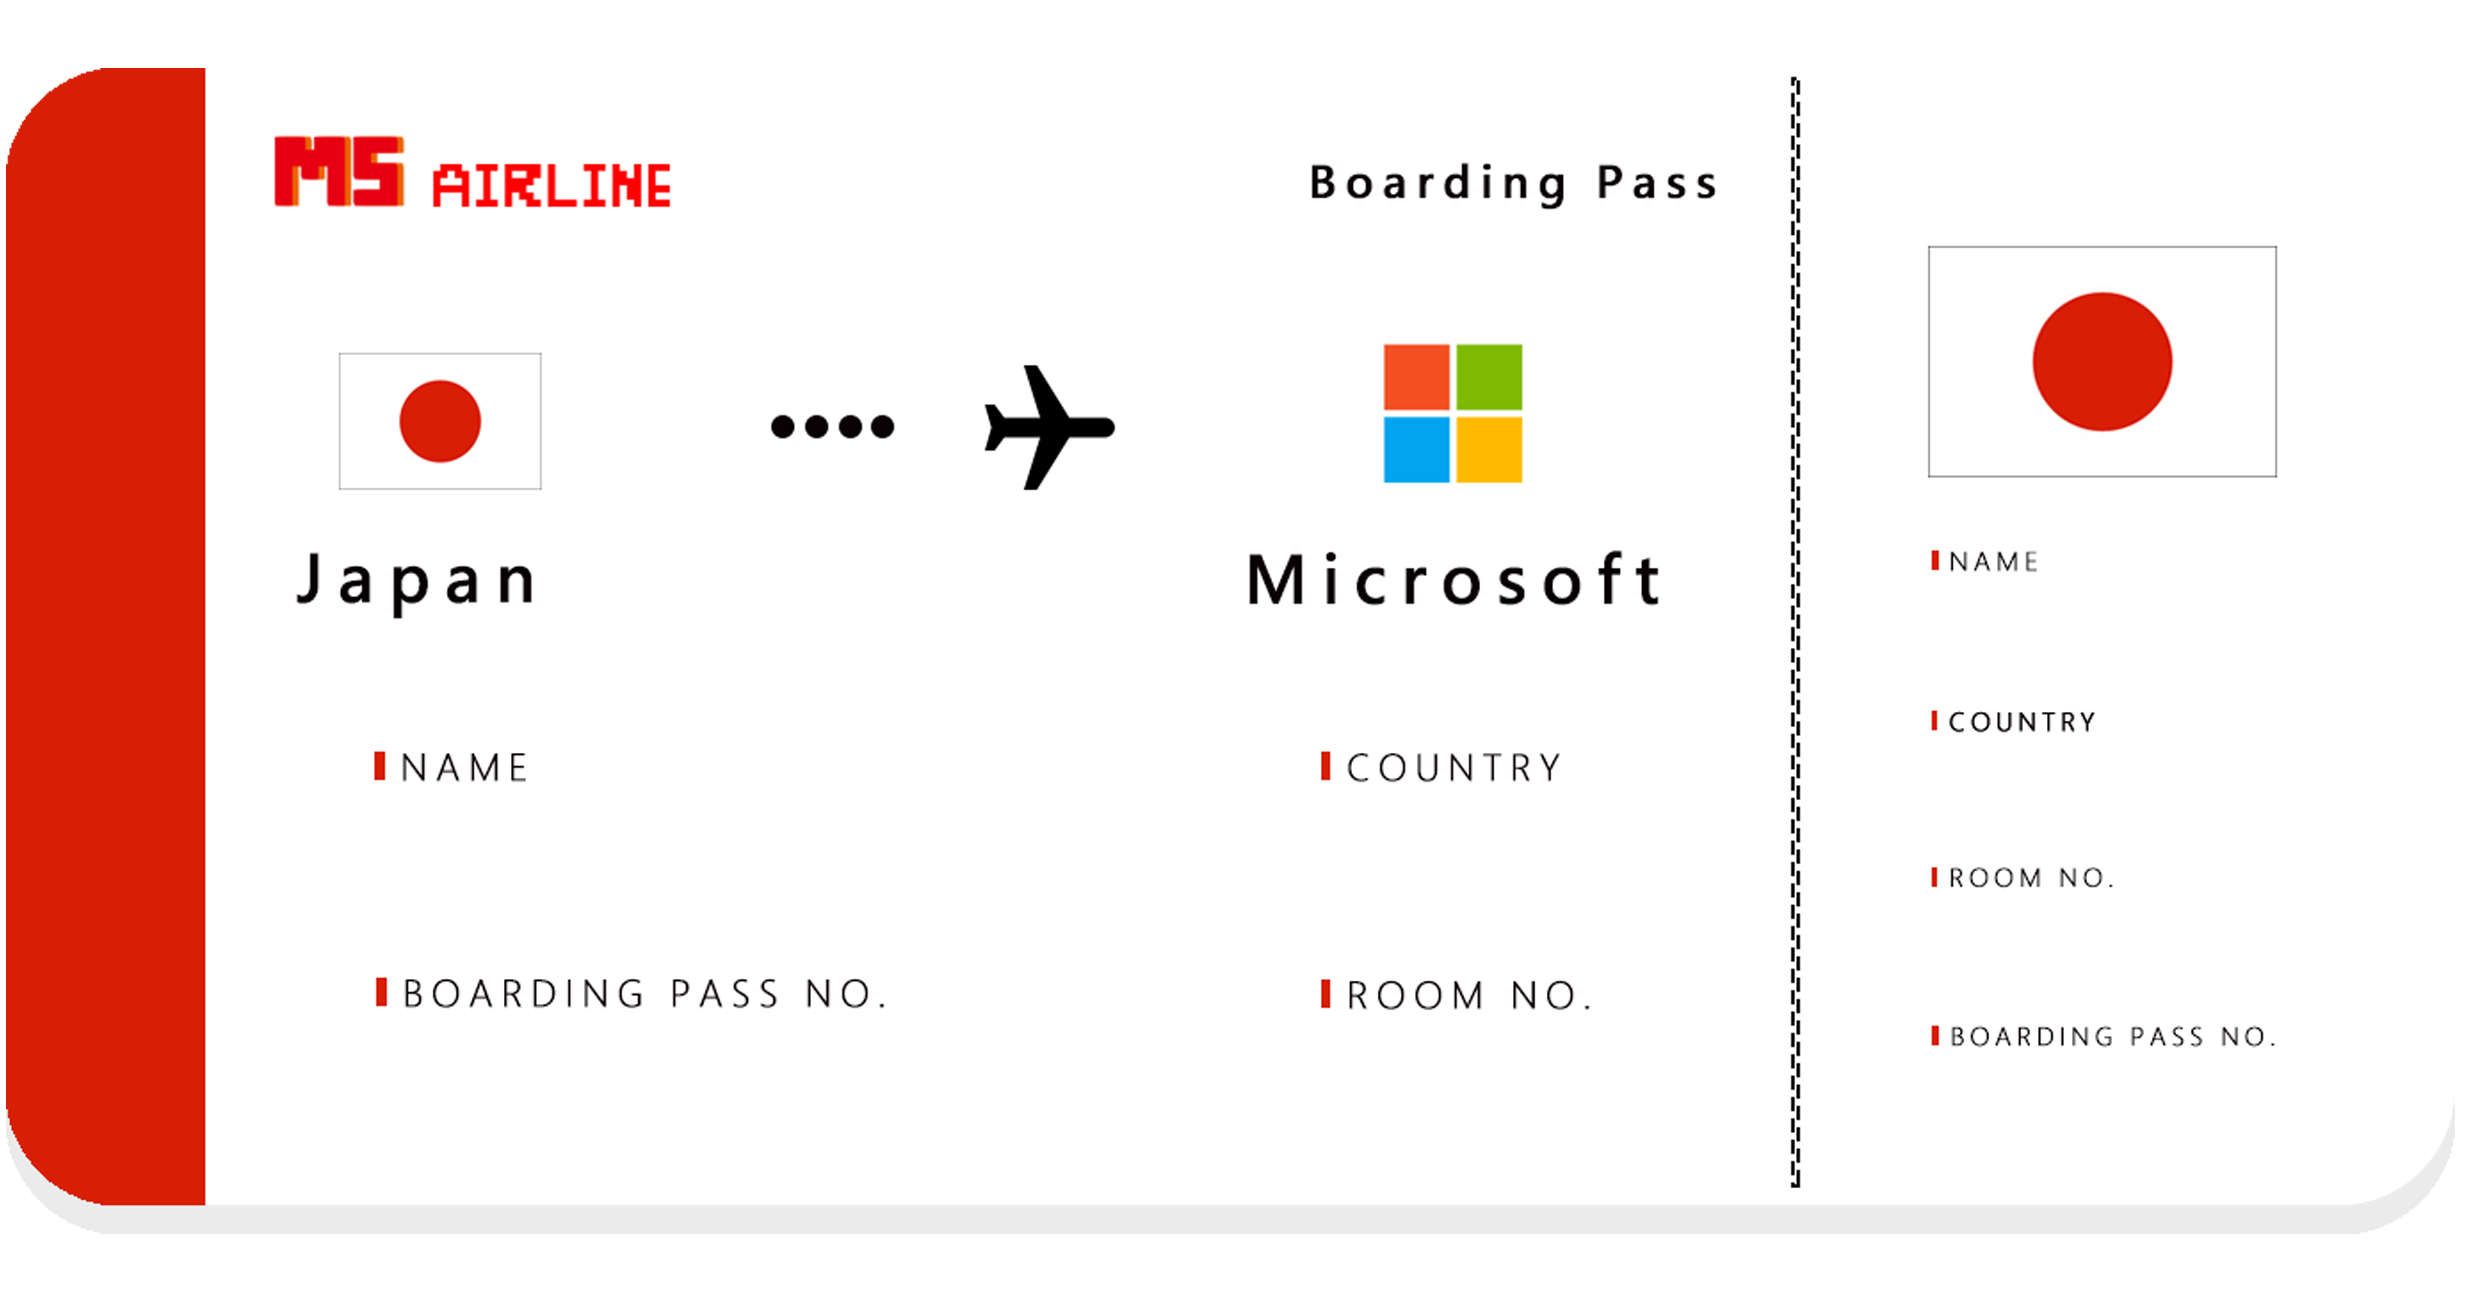 MS AIRLINE
Boarding Pass
Japan
Microsoft
NAME
COUNTRY
BOARDING PASS NO.
ROOM NO.
NAME
COUNTRY
ROOM NO.
BOARDING PASS NO.